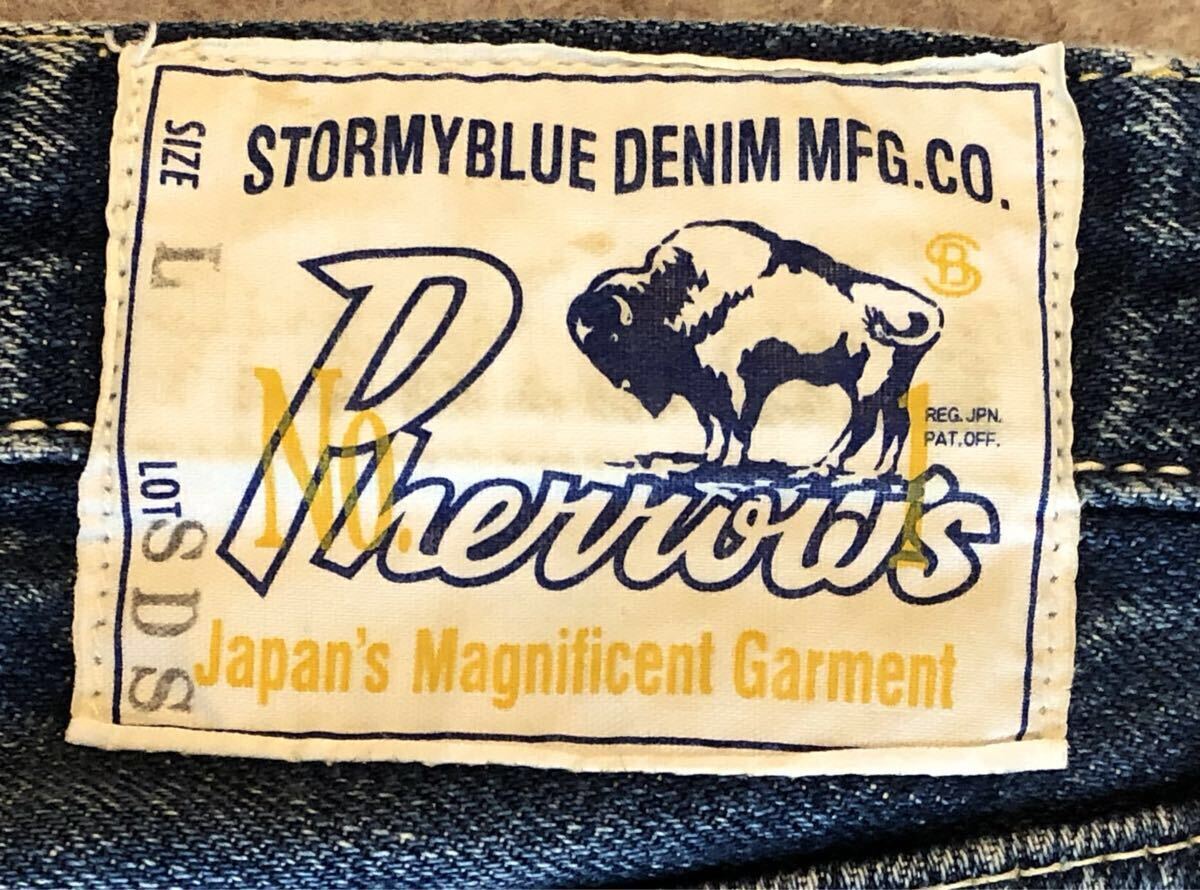 STORMYBLUE DENIM MFG.CO.
SB
Pherrow's
No. 1
REG. JPN.
PAT. OFF.
Japan's Magnificent Garment
SIZE L
LOT SDS